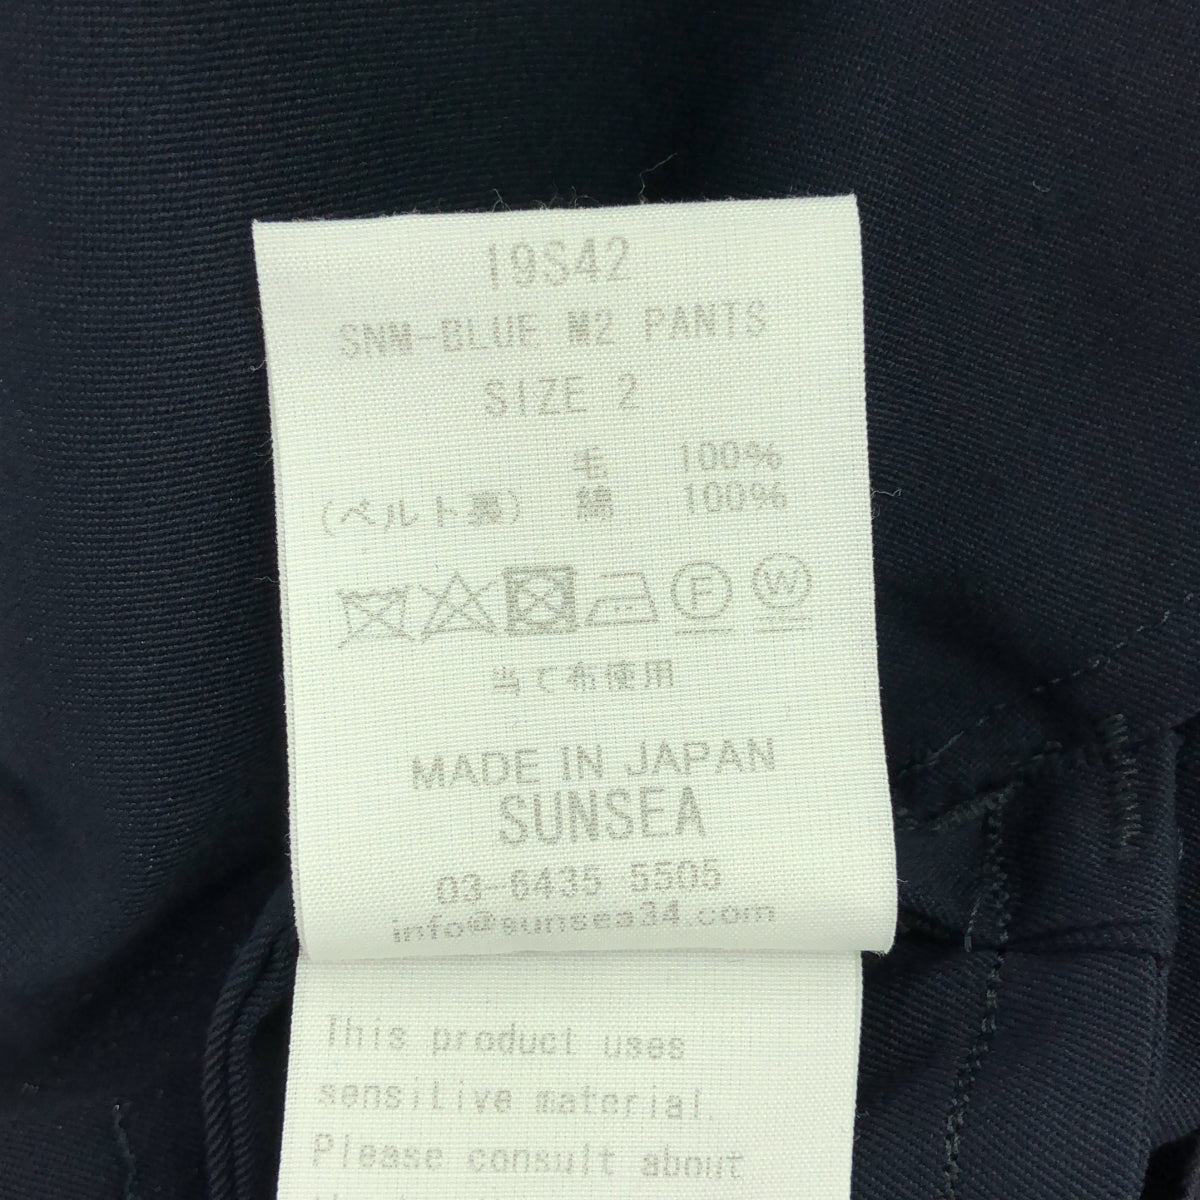 19S42
SNM-BLUE M2 PANTS
SIZE 2
毛 100%
(ベルト裏) 綿 100%
F W
当て布使用
MADE IN JAPAN
SUNSEA
03-6435 5505
info@sunsea34.com
This product uses
sensitive material.
Please consult about